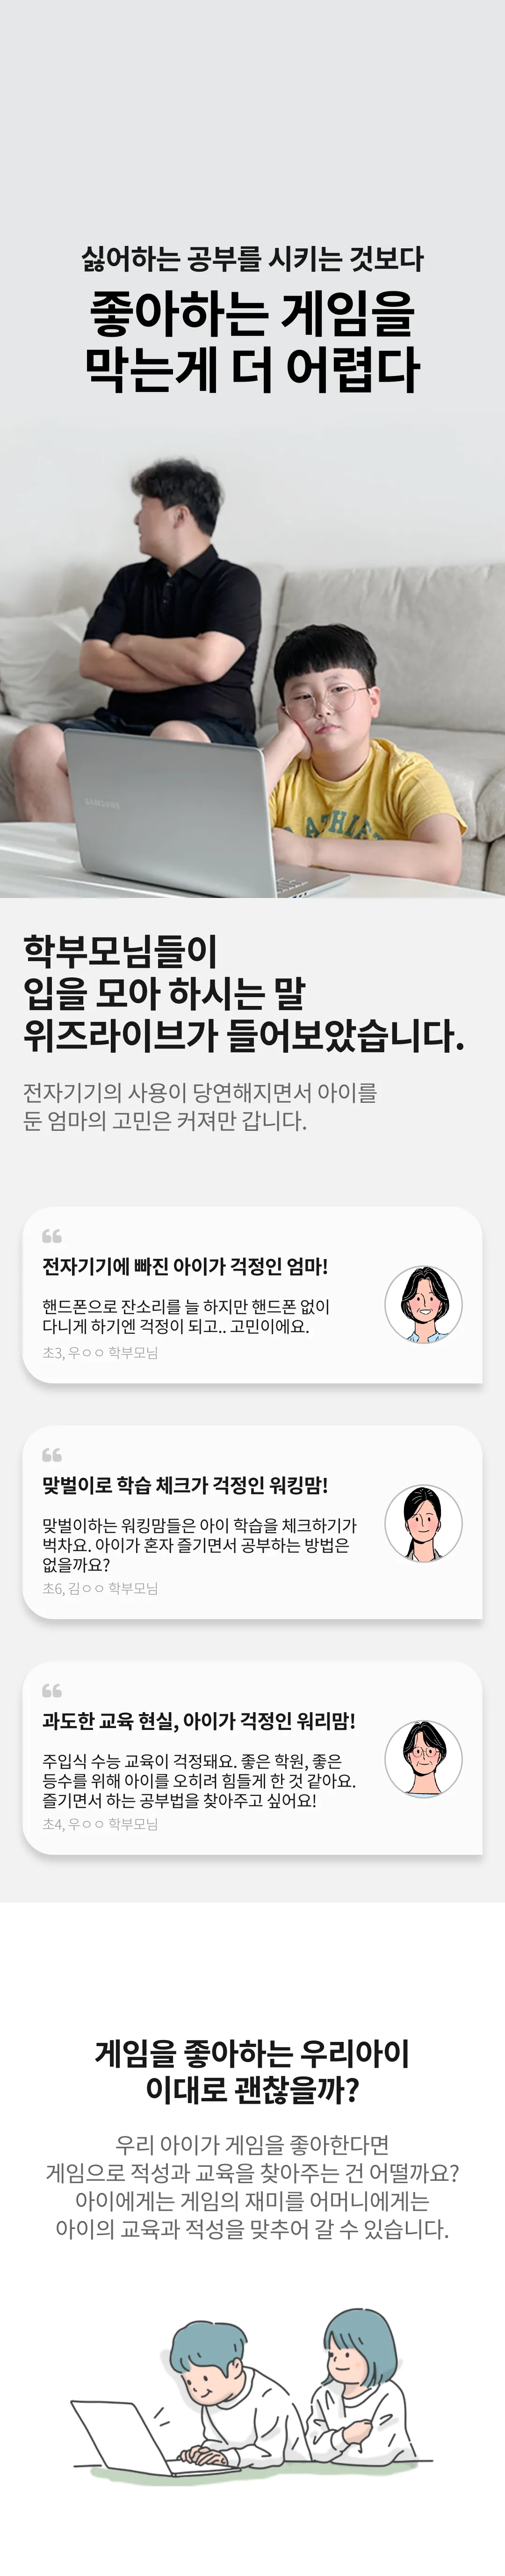 싫어하는 공부를 시키는 것보다
좋아하는 게임을
막는게 더 어렵다
SAMSUNG
학부모님들이
입을 모아 하시는 말
위즈라이브가 들어보았습니다.
전자기기의 사용이 당연해지면서 아이를
둔 엄마의 고민은 커져만 갑니다.
전자기기에 빠진 아이가 걱정인 엄마!
핸드폰으로 잔소리를 늘 하지만 핸드폰 없이
다니게 하기엔 걱정이 되고.. 고민이에요.
초3, 우ㅇㅇ 학부모님
맞벌이로 학습 체크가 걱정인 워킹맘!
맞벌이하는 워킹맘들은 아이 학습을 체크하기가
벅차요. 아이가 혼자 즐기면서 공부하는 방법은
없을까요?
초6, 김ㅇㅇ 학부모님
과도한 교육 현실, 아이가 걱정인 워리맘!
주입식 수능 교육이 걱정돼요. 좋은 학원, 좋은
등수를 위해 아이를 오히려 힘들게 한 것 같아요.
즐기면서 하는 공부법을 찾아주고 싶어요!
초4, 우ㅇㅇ 학부모님
게임을 좋아하는 우리아이
이대로 괜찮을까?
우리 아이가 게임을 좋아한다면
게임으로 적성과 교육을 찾아주는 건 어떨까요?
아이에게는 게임의 재미를 어머니에게는
아이의 교육과 적성을 맞추어 갈 수 있습니다.